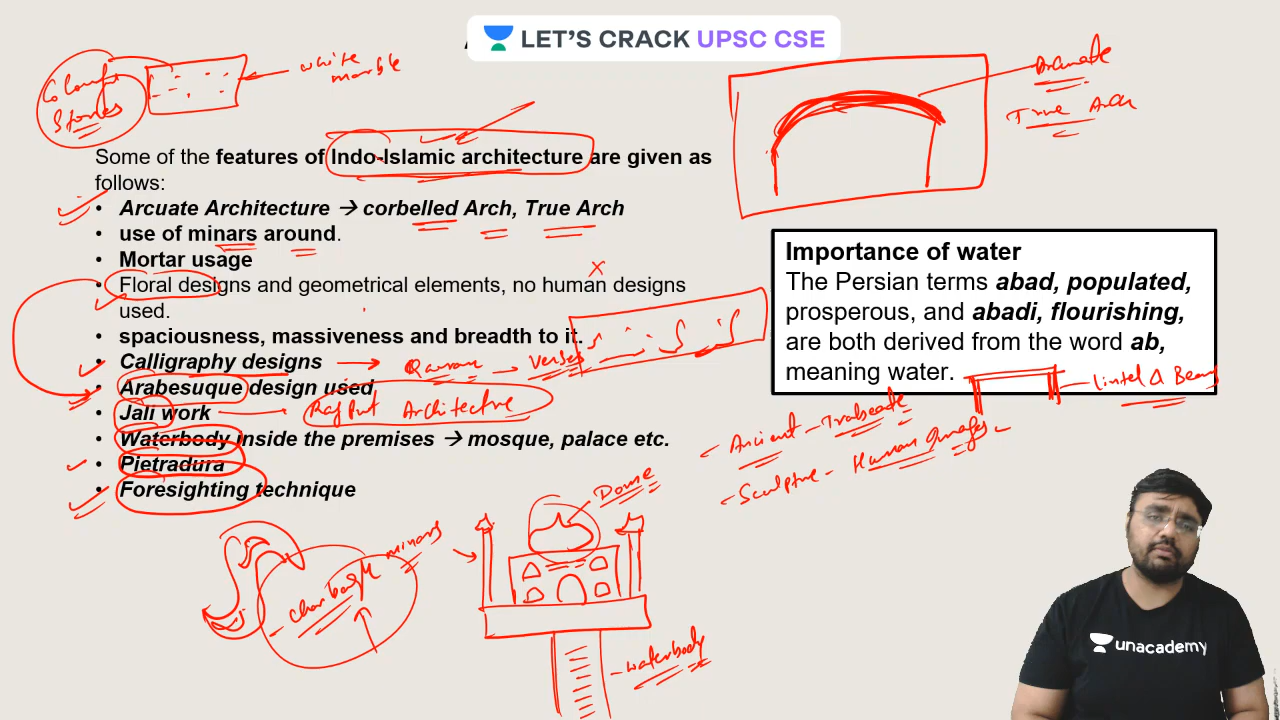 LET'S CRACK UPSC CSE
white
marble
Stones
Arcuate
True Arch
Some of the features of Indo-Islamic architecture are given as
follows:
• Arcuate Architecture → corbelled Arch, True Arch
• use of minars around.
• Mortar usage
• Floral designs and geometrical elements, no human designs
used.
• spaciousness, massiveness and breadth to it.
• Calligraphy designs → Quran → Verses
• Arabesuque design used
• Jali work Rajput Architectre
• Waterbody inside the premises → mosque, palace etc.
• Pietradura
• Foresighting technique
Importance of water
The Persian terms abad, populated,
prosperous, and abadi, flourishing,
are both derived from the word ab,
meaning water.
lintel & Beam
- Ancient - Trabeate
- Sculptue - Human Images -
Dome
minars
- charbagh
- waterbody
unacademy